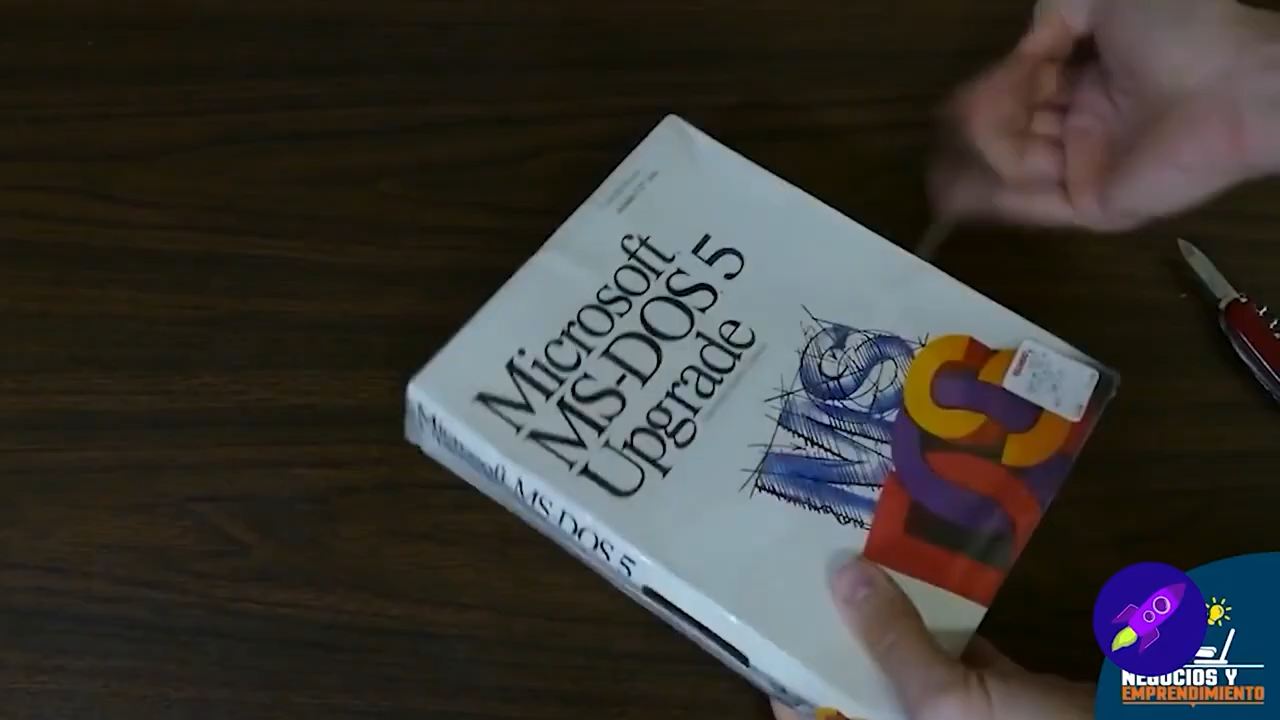 Microsoft
MS-DOS 5
Upgrade
MS
DOS
Microsoft MS-DOS 5
NEGOCIOS Y
EMPRENDIMIENTO